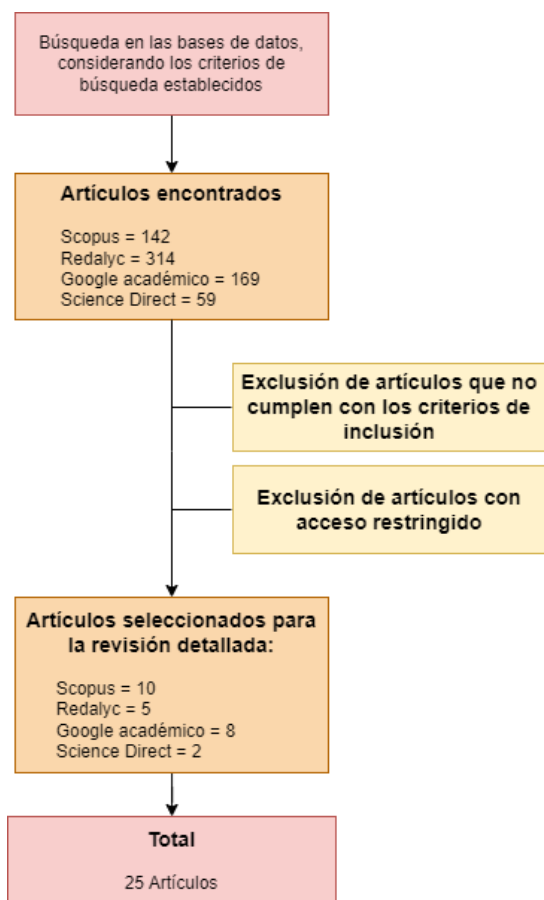 Búsqueda en las bases de datos,
considerando los criterios de
búsqueda establecidos
Artículos encontrados
Scopus = 142
Redalyc = 314
Google académico = 169
Science Direct = 59
Exclusión de artículos que no
cumplen con los criterios de
inclusión
Exclusión de artículos con
acceso restringido
Artículos seleccionados para
la revisión detallada:
Scopus = 10
Redalyc = 5
Google académico = 8
Science Direct = 2
Total
25 Artículos